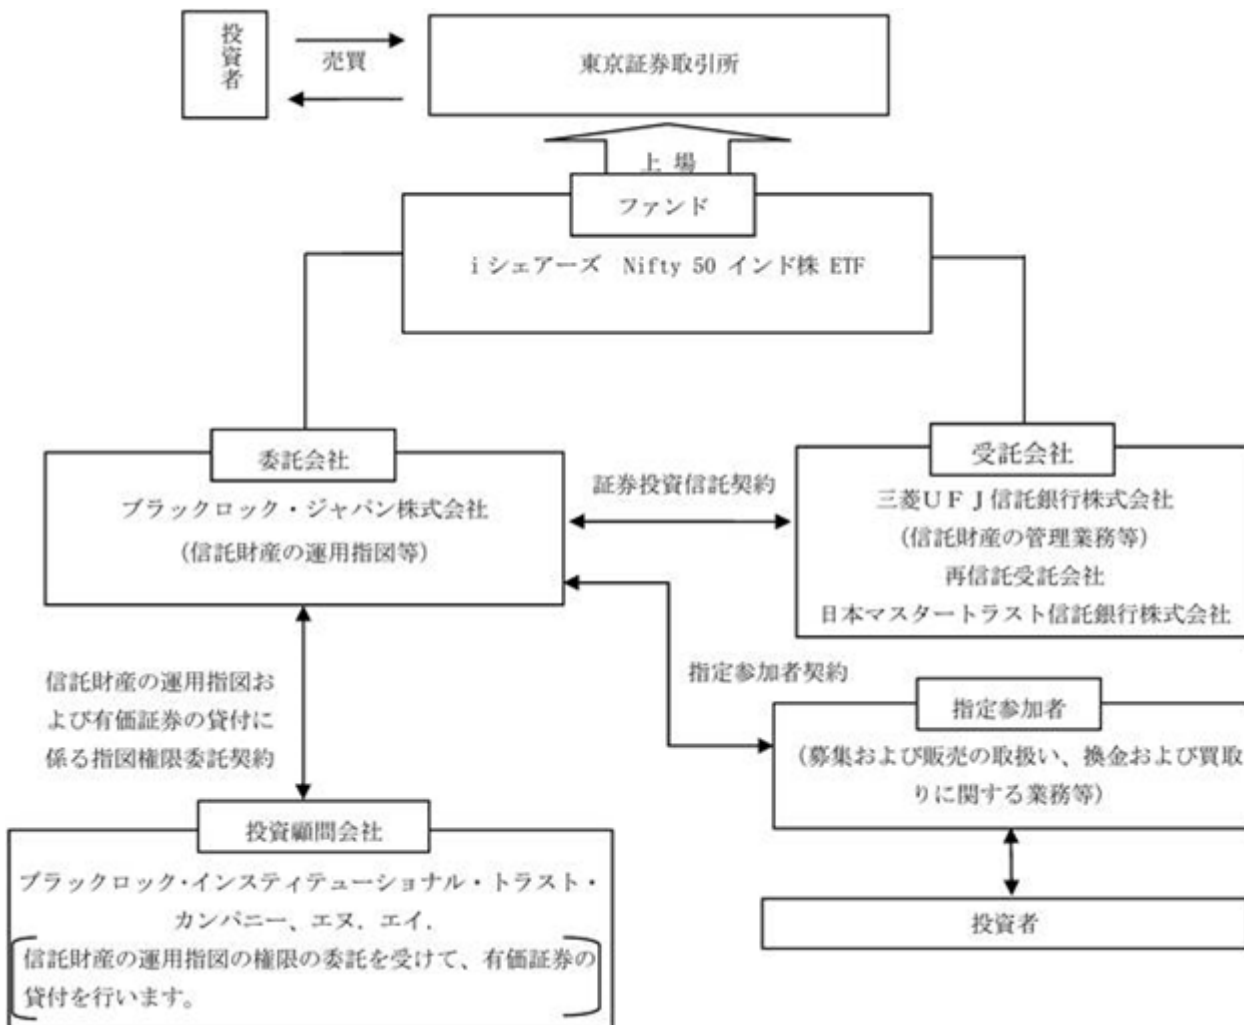 投資者
売買
東京証券取引所
上 場
ファンド
i シェアーズ　Nifty 50 インド株 ETF
委託会社
ブラックロック・ジャパン株式会社
(信託財産の運用指図等)
証券投資信託契約
受託会社
三菱UFJ信託銀行株式会社
(信託財産の管理業務等)
再信託受託会社
日本マスタートラスト信託銀行株式会社
信託財産の運用指図お
よび有価証券の貸付に
係る指図権限委託契約
指定参加者契約
指定参加者
(募集および販売の取扱い、換金および買取
りに関する業務等)
投資顧問会社
ブラックロック・インスティテューショナル・トラスト・
カンパニー、エヌ. エイ.
信託財産の運用指図の権限の委託を受けて、有価証券の
貸付を行います。
投資者